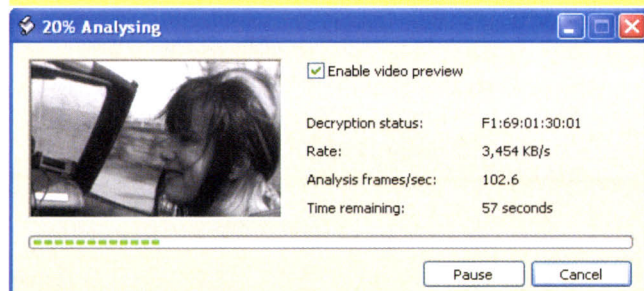 20% Analysing
Enable video preview
Decryption status: F1:69:01:30:01
Rate: 3,454 KB/s
Analysis frames/sec: 102.6
Time remaining: 57 seconds
Pause Cancel